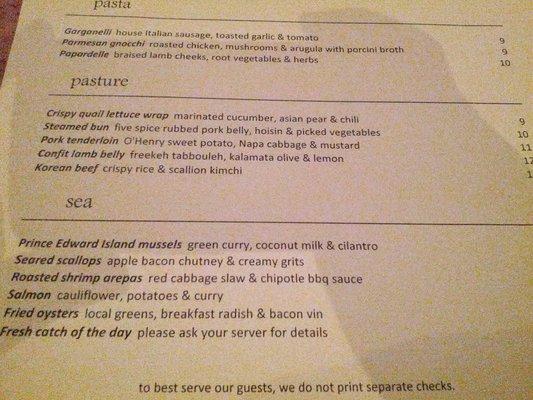 pasta
Garganelli house Italian sausage, toasted garlic & tomato 9
Parmesan gnocchi roasted chicken, mushrooms & arugula with porcini broth 9
Papardelle braised lamb cheeks, root vegetables & herbs 10
pasture
Crispy quail lettuce wrap marinated cucumber, asian pear & chili 9
Steamed bun five spice rubbed pork belly, hoisin & picked vegetables 10
Pork tenderloin O'Henry sweet potato, Napa cabbage & mustard 11
Confit lamb belly freekeh tabbouleh, kalamata olive & lemon 12
Korean beef crispy rice & scallion kimchi
sea
Prince Edward Island mussels green curry, coconut milk & cilantro
Seared scallops apple bacon chutney & creamy grits
Roasted shrimp arepas red cabbage slaw & chipotle bbq sauce
Salmon cauliflower, potatoes & curry
Fried oysters local greens, breakfast radish & bacon vin
Fresh catch of the day please ask your server for details
to best serve our guests, we do not print separate checks.